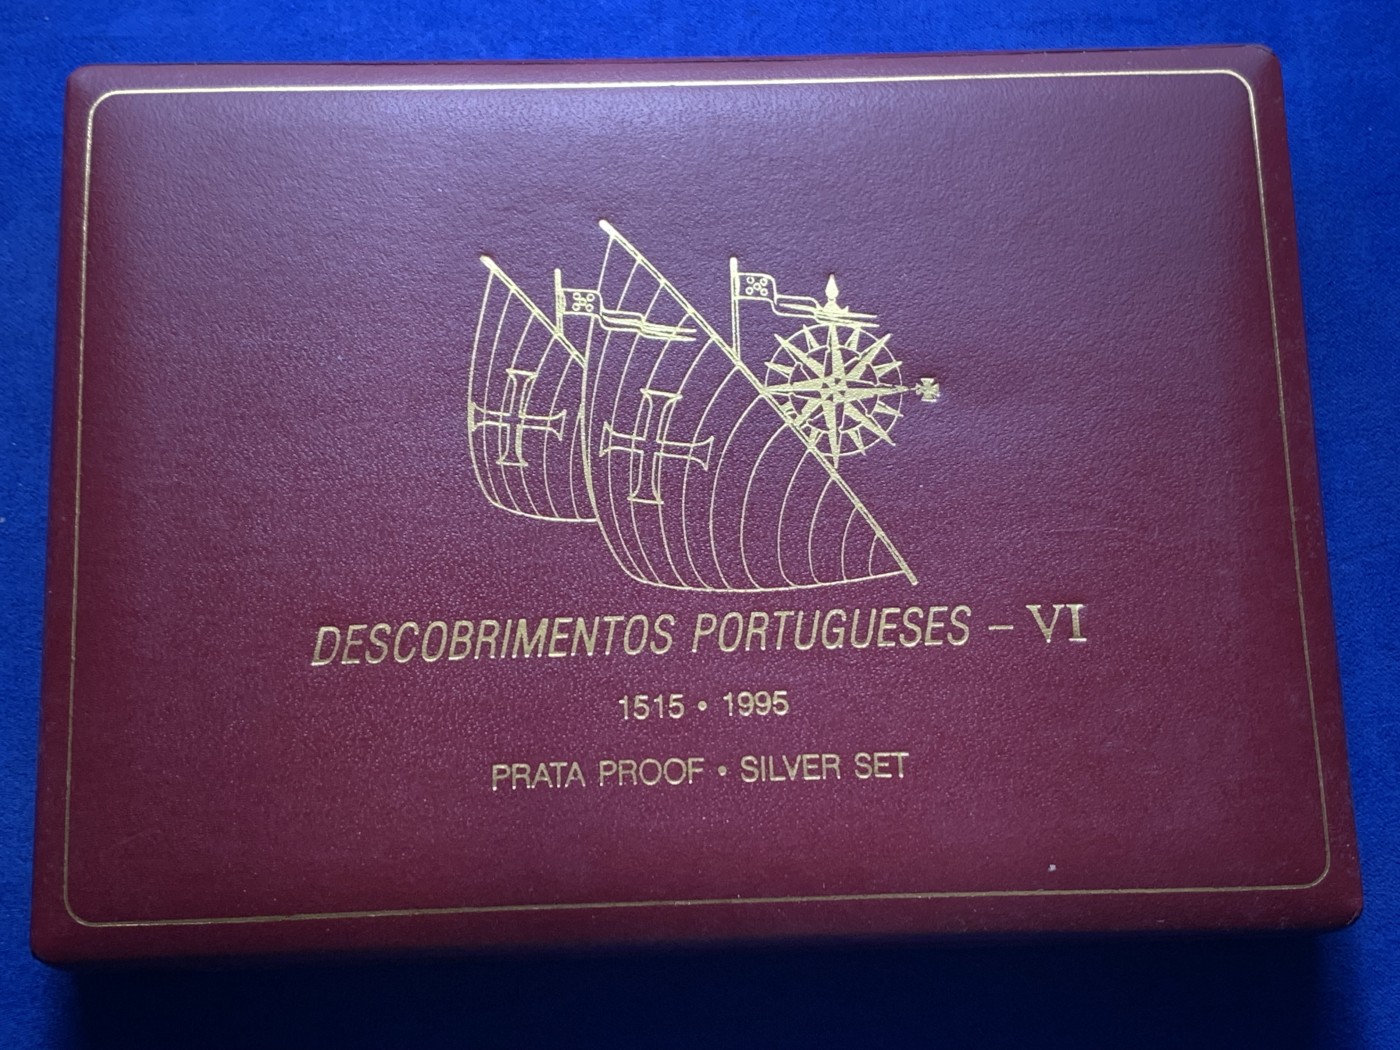 DESCOBRIMENTOS PORTUGUESES – VI
1515 • 1995
PRATA PROOF • SILVER SET